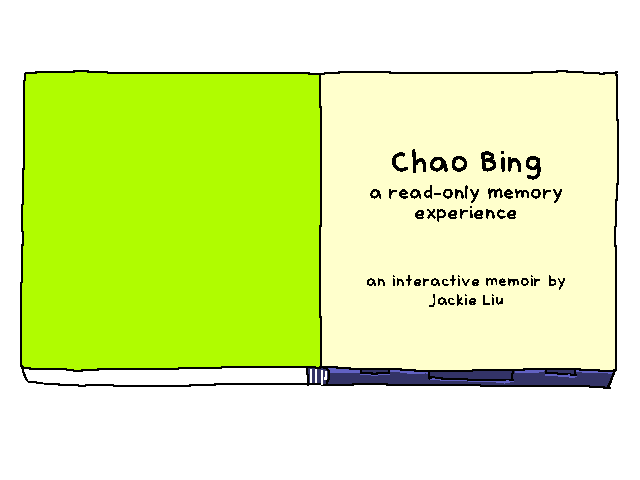 Chao Bing
a read-only memory
experience
an interactive memoir by
Jackie Liu